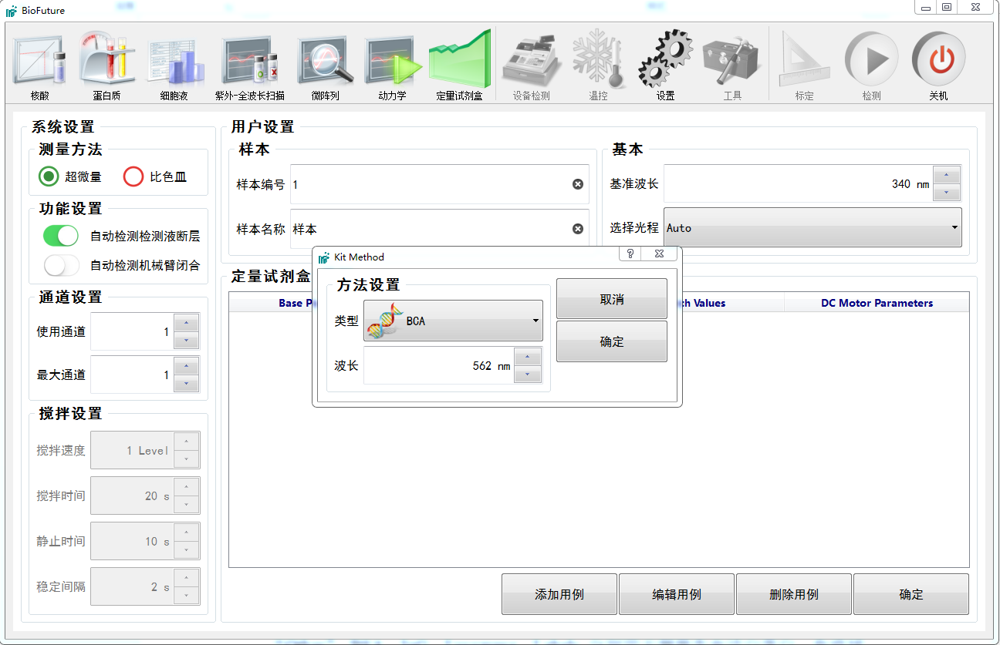 BioFuture
核酸
蛋白质
细胞液
紫外-全波长扫描
微阵列
动力学
定量试剂盒
设备检测
温控
设置
工具
标定
检测
关机
系统设置
测量方法
超微量
比色皿
功能设置
自动检测检测液断层
自动检测机械臂闭合
通道设置
使用通道
1
最大通道
1
搅拌设置
搅拌速度
1 Level
搅拌时间
20 s
静止时间
10 s
稳定间隔
2 s
用户设置
样本
样本编号
1
样本名称
样本
基本
基准波长
340 nm
选择光程
Auto
定量试剂盒
Base P
ch Values
DC Motor Parameters
Kit Method
?
方法设置
类型
BCA
波长
562 nm
取消
确定
添加用例
编辑用例
删除用例
确定